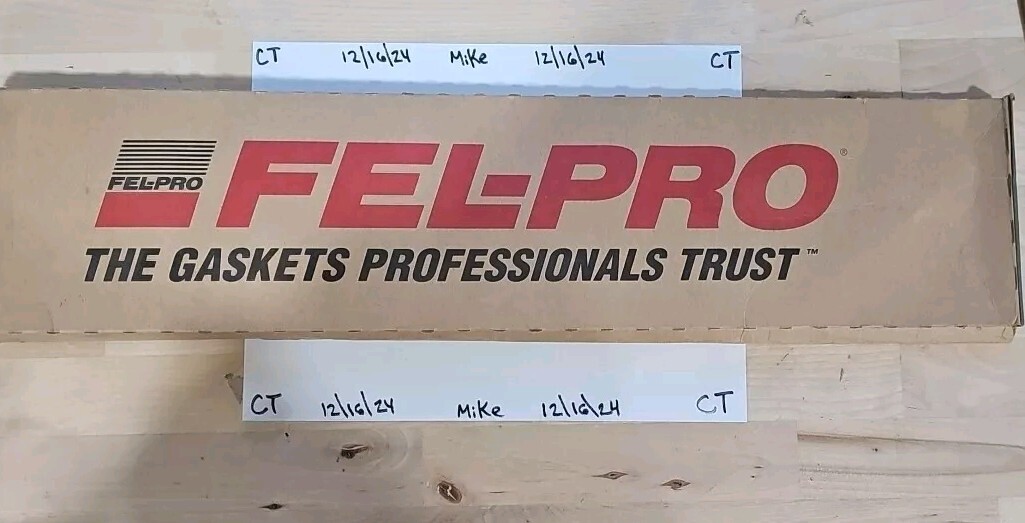 CT 12/16/24 Mike 12/16/24 CT
FEL-PRO
FEL-PRO®
THE GASKETS PROFESSIONALS TRUST™
CT 12/16/24 Mike 12/16/24 CT